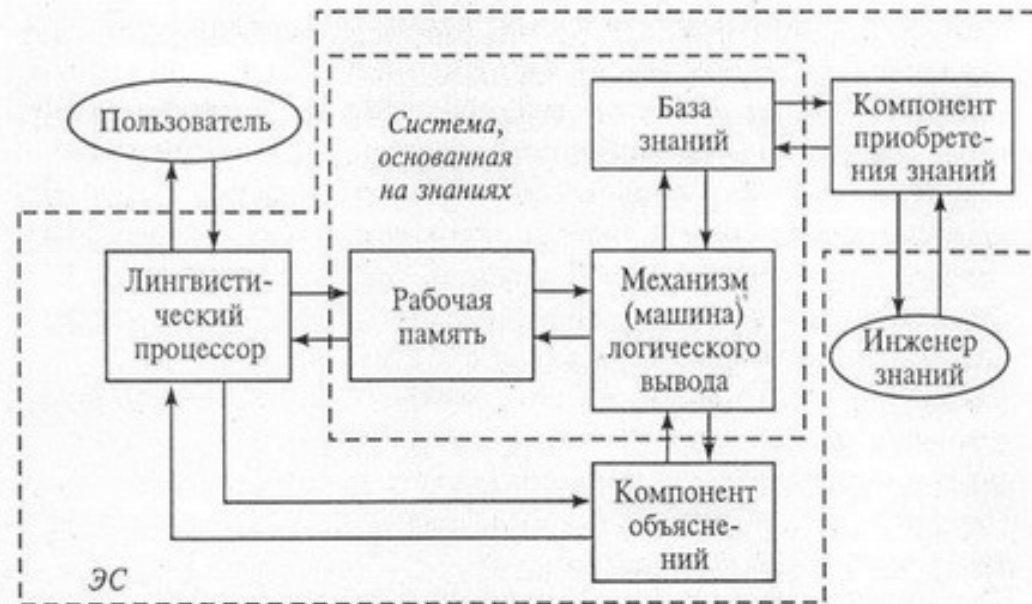 Пользователь
Система,
основанная
на знаниях
База
знаний
Компонент
приобрете-
ния знаний
Лингвисти-
ческий
процессор
Рабочая
память
Механизм
(машина)
логического
вывода
Инженер
знаний
Компонент
объясне-
ний
ЭС